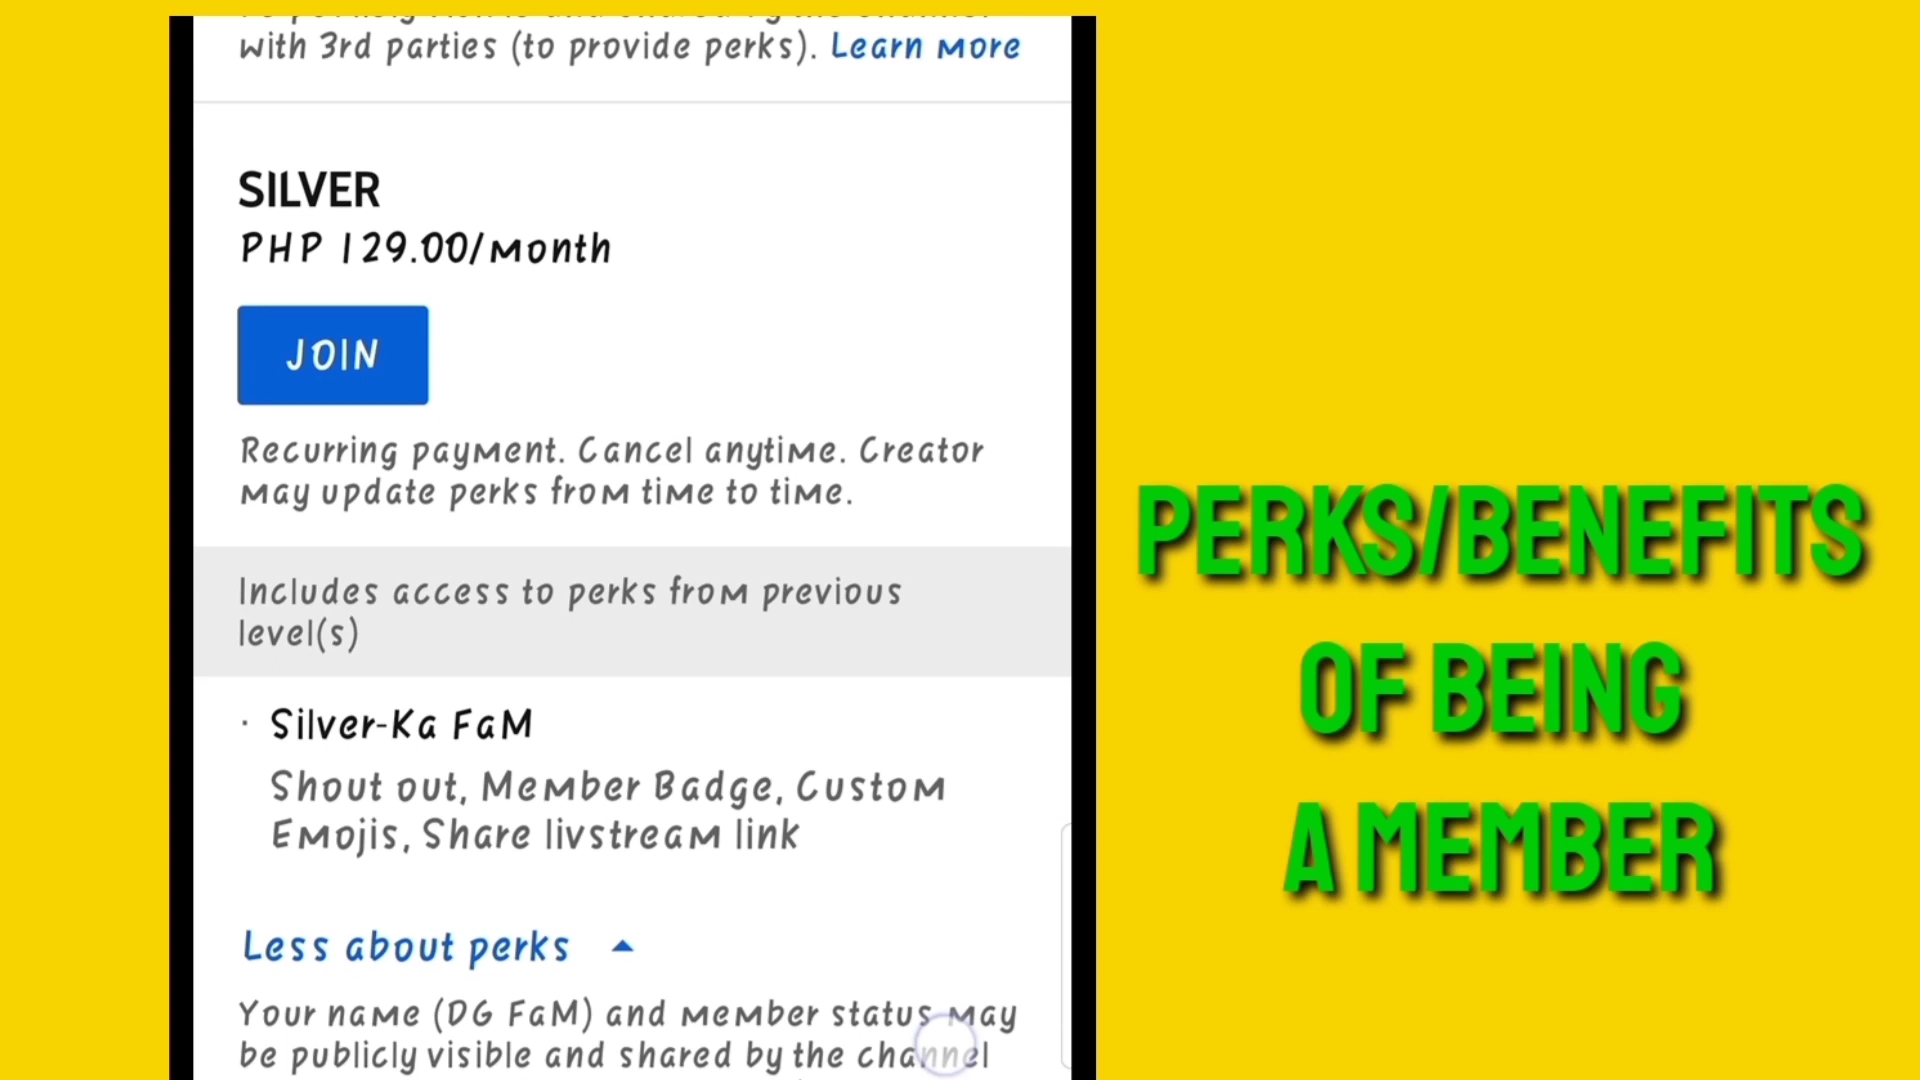 with 3rd parties (to provide perks). Learn more
SILVER
PHP 129.00/month
JOIN
Recurring payment. Cancel anytime. Creator
may update perks from time to time.
Includes access to perks from previous
level(s)
· Silver-Ka FaM
Shout out, Member Badge, Custom
Emojis, Share livstream link
Less about perks
Your name (DG FaM) and member status may
be publicly visible and shared by the channel
PERKS/BENEFITS
OF BEING
A MEMBER